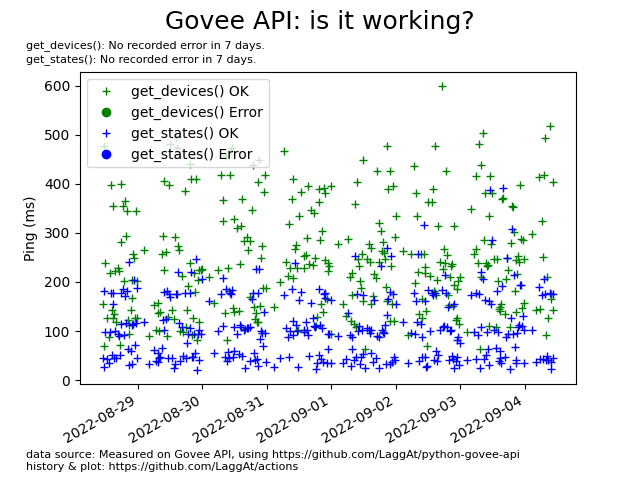 Govee API: is it working?
get_devices(): No recorded error in 7 days.
get_states(): No recorded error in 7 days.
get_devices() OK
get_devices() Error
get_states() OK
get_states() Error
Ping (ms)
600
500
400
300
200
100
0
2022-08-29
2022-08-30
2022-08-31
2022-09-01
2022-09-02
2022-09-03
2022-09-04
data source: Measured on Govee API, using https://github.com/LaggAt/python-govee-api
history & plot: https://github.com/LaggAt/actions